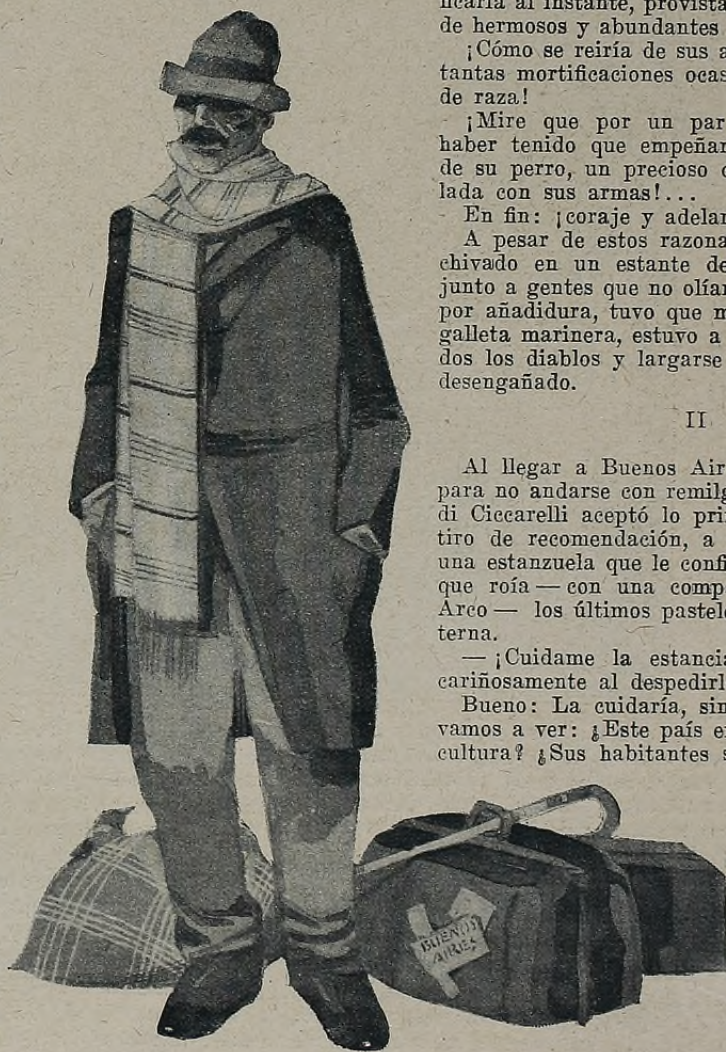 ficarla al instante, provista
de hermosos y abundantes
¡Cómo se reiría de sus a
tantas mortificaciones ocas
de raza!
¡Mire que por un par
haber tenido que empeñar
de su perro, un precioso c
lada con sus armas!...
En fin: ¡coraje y adelan
A pesar de estos razona
chivado en un estante de
junto a gentes que no olían
por añadidura, tuvo que m
galleta marinera, estuvo a
dos los diablos y largarse
desengañado.
II
Al llegar a Buenos Air
para no andarse con remilg
di Ciccarelli aceptó lo pri
tiro de recomendación, a
una estanzuela que le confi
que roía — con una comp
Arco — los últimos pastel
terna.
— ¡Cuidame la estancia
cariñosamente al despedirl
Bueno: La cuidaría, sin
vamos a ver: ¿Este país e
cultura? ¿Sus habitantes s
BUENOS
AIRES